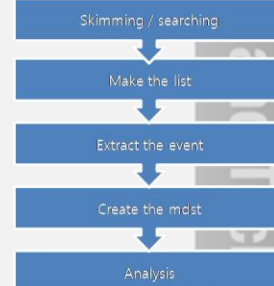 Skimming / searching
Make the list
Extract the event
Create the mdst
Analysis